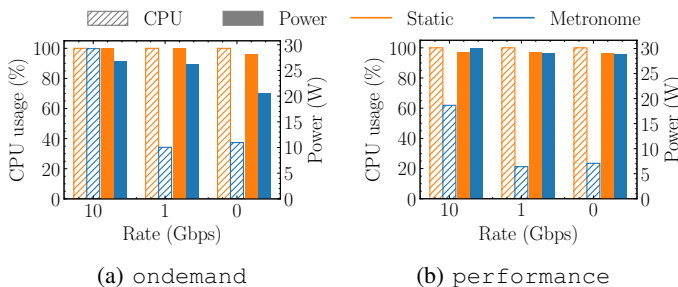 CPU Power Static Metronome
CPU usage (%)
100
80
60
40
20
0
30
25
20
15
10
5
0
Power (W)
10 1 0
Rate (Gbps)
(a) ondemand
CPU usage (%)
100
80
60
40
20
0
30
25
20
15
10
5
0
Power (W)
10 1 0
Rate (Gbps)
(b) performance